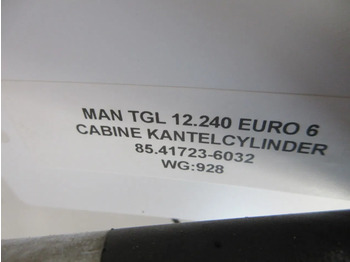 MAN TGL 12.240 EURO 6
CABINE KANTELCYLINDER
85.41723-6032
WG:928